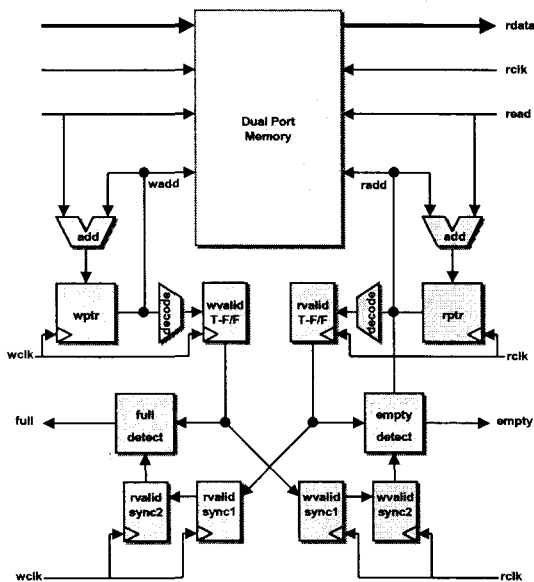 rdata
rclk
read
Dual Port
Memory
wadd
radd
add
add
wptr
decode
wvalid
T-F/F
rvalid
T-F/F
decode
rptr
wclk
rclk
full
full
detect
empty
detect
empty
rvalid
sync2
rvalid
sync1
wvalid
sync1
wvalid
sync2
wclk
rclk